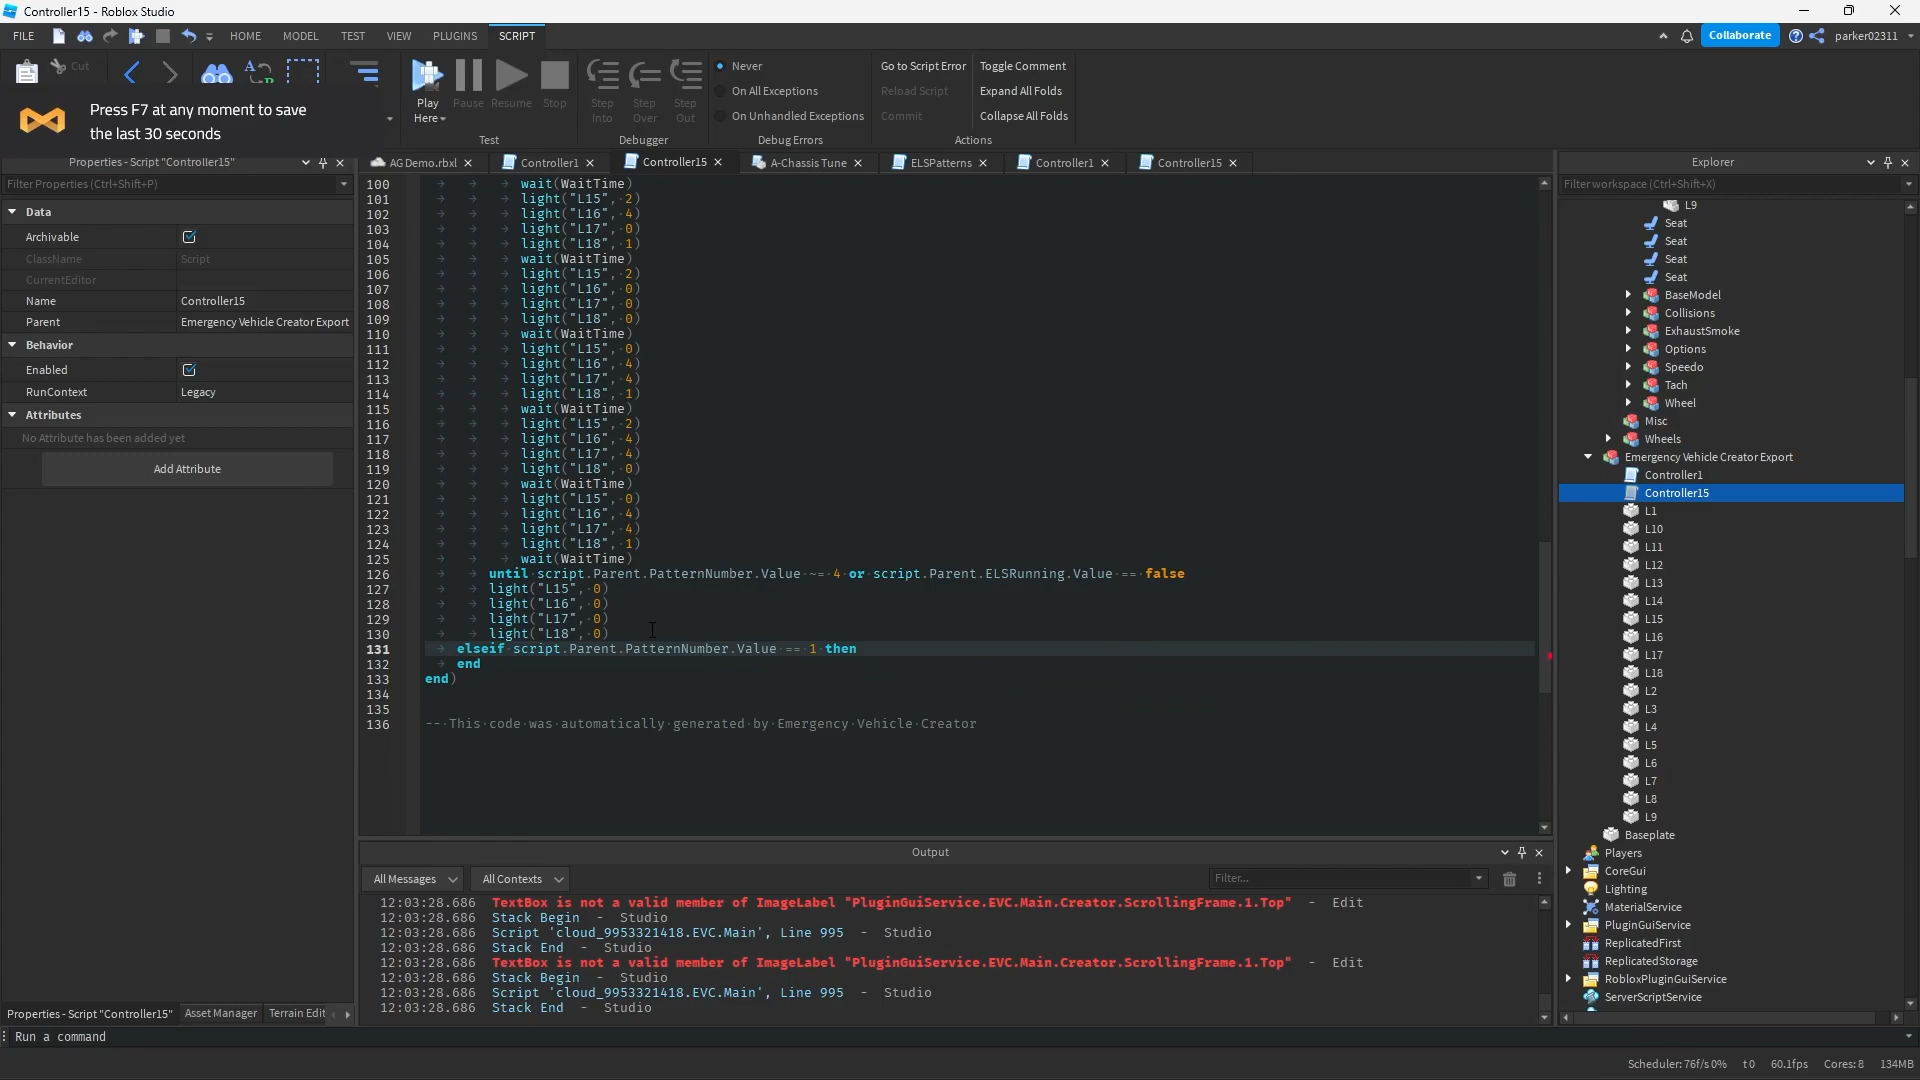 Controller15 - Roblox Studio
FILE HOME MODEL TEST VIEW PLUGINS SCRIPT Collaborate parker02311
Cut Play Here Pause Resume Stop Step Into Step Over Step Out Never Go to Script Error Toggle Comment
On All Exceptions Reload Script Expand All Folds
On Unhandled Exceptions Commit Collapse All Folds
Test Debugger Debug Errors Actions
Press F7 at any moment to save
the last 30 seconds
Properties - Script "Controller15"
Filter Properties (Ctrl+Shift+P)
Data
Archivable
ClassName Script
CurrentEditor
Name Controller15
Parent Emergency Vehicle Creator Export
Behavior
Enabled
RunContext Legacy
Attributes
No Attribute has been added yet
Add Attribute
Properties - Script "Controller15" Asset Manager Terrain Edit
AG Demo.rbxl Controller1 Controller15 A-Chassis Tune ELSPatterns Controller1 Controller15
100 wait(WaitTime)
101 light("L15", 2)
102 light("L16", 4)
103 light("L17", 0)
104 light("L18", 1)
105 wait(WaitTime)
106 light("L15", 2)
107 light("L16", 0)
108 light("L17", 0)
109 light("L18", 0)
110 wait(WaitTime)
111 light("L15", 0)
112 light("L16", 4)
113 light("L17", 4)
114 light("L18", 1)
115 wait(WaitTime)
116 light("L15", 2)
117 light("L16", 4)
118 light("L17", 4)
119 light("L18", 0)
120 wait(WaitTime)
121 light("L15", 0)
122 light("L16", 4)
123 light("L17", 4)
124 light("L18", 1)
125 wait(WaitTime)
126 until script.Parent.PatternNumber.Value ~= 4 or script.Parent.ELSRunning.Value == false
127 light("L15", 0)
128 light("L16", 0)
129 light("L17", 0)
130 light("L18", 0)
131 elseif script.Parent.PatternNumber.Value == 1 then
132 end
133 end)
134
135
136 -- This code was automatically generated by Emergency Vehicle Creator
Output
All Messages All Contexts Filter...
12:03:28.686 TextBox is not a valid member of ImageLabel "PluginGuiService.EVC.Main.Creator.ScrollingFrame.1.Top" - Edit
12:03:28.686 Stack Begin - Studio
12:03:28.686 Script 'cloud_9953321418.EVC.Main', Line 995 - Studio
12:03:28.686 Stack End - Studio
12:03:28.686 TextBox is not a valid member of ImageLabel "PluginGuiService.EVC.Main.Creator.ScrollingFrame.1.Top" - Edit
12:03:28.686 Stack Begin - Studio
12:03:28.686 Script 'cloud_9953321418.EVC.Main', Line 995 - Studio
12:03:28.686 Stack End - Studio
Explorer
Filter workspace (Ctrl+Shift+X)
L9
Seat
Seat
Seat
Seat
BaseModel
Collisions
ExhaustSmoke
Options
Speedo
Tach
Wheel
Misc
Wheels
Emergency Vehicle Creator Export
Controller1
Controller15
L1
L10
L11
L12
L13
L14
L15
L16
L17
L18
L2
L3
L4
L5
L6
L7
L8
L9
Baseplate
Players
CoreGui
Lighting
MaterialService
PluginGuiService
ReplicatedFirst
ReplicatedStorage
RobloxPluginGuiService
ServerScriptService
Run a command
Scheduler: 76f/s 0% t0 60.1fps Cores: 8 134MB